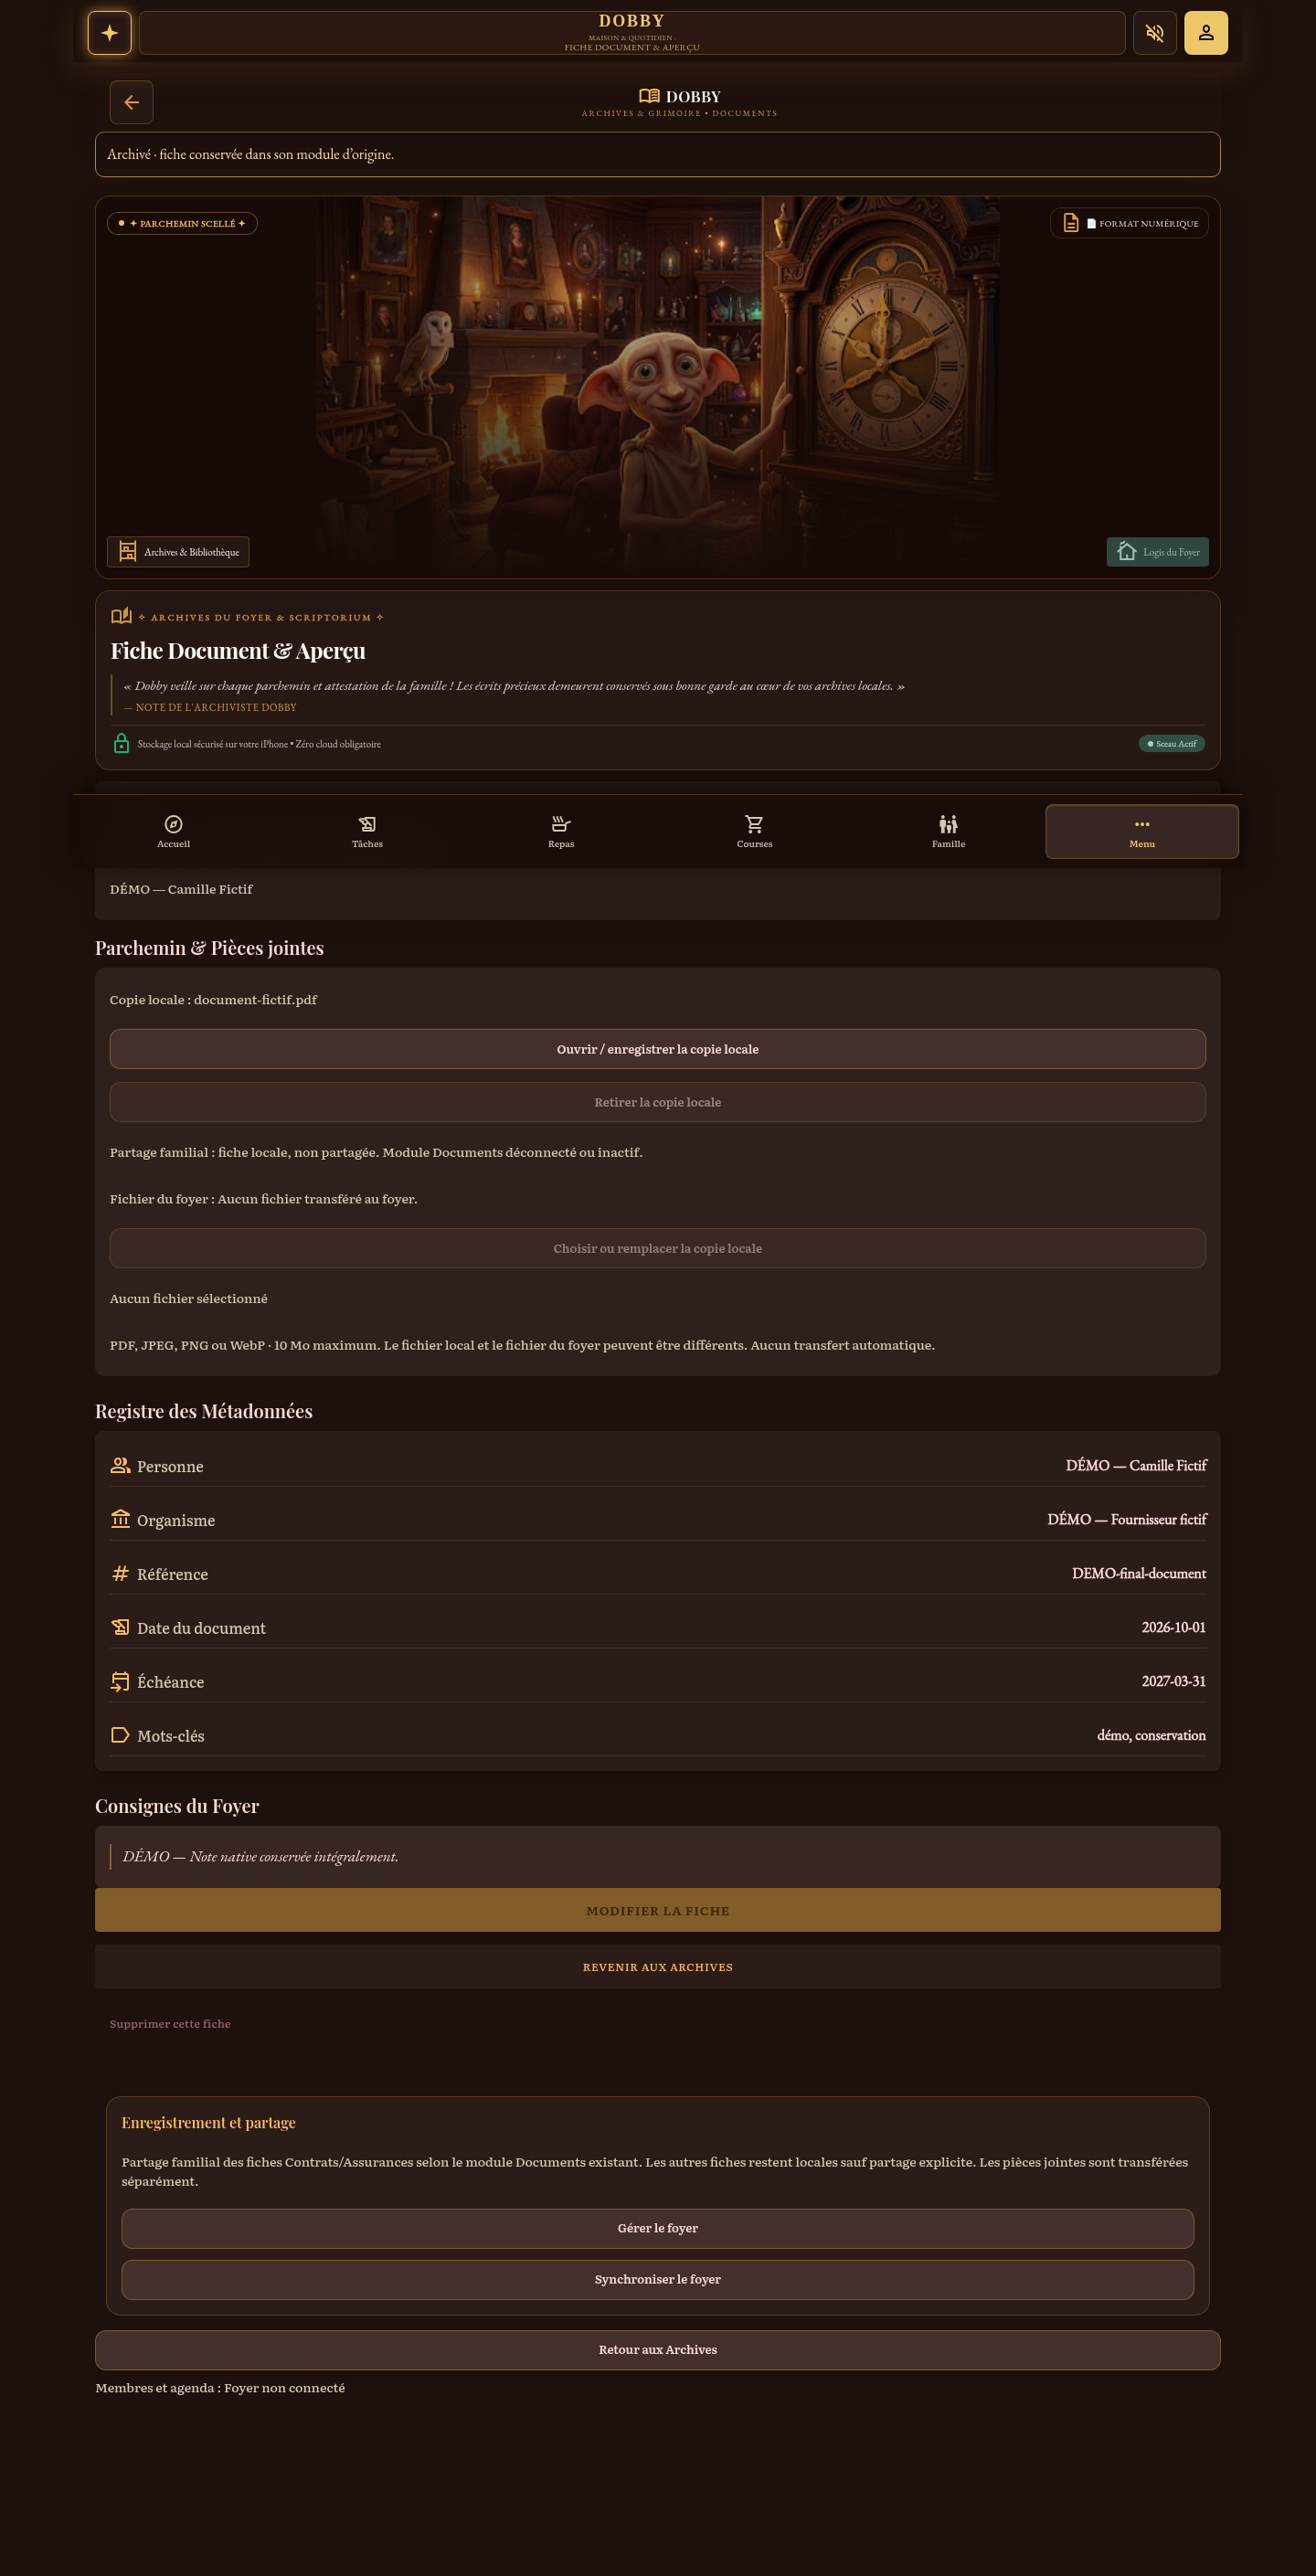 DOBBY
MAISON & QUOTIDIEN ·
FICHE DOCUMENT & APERÇU
DOBBY
ARCHIVES & GRIMOIRE • DOCUMENTS
Archivé · fiche conservée dans son module d’origine.
✦ PARCHEMIN SCELLÉ ✦
📄 FORMAT NUMÉRIQUE
Archives & Bibliothèque
Logis du Foyer
✧ ARCHIVES DU FOYER & SCRIPTORIUM ✧
Fiche Document & Aperçu
« Dobby veille sur chaque parchemin et attestation de la famille ! Les écrits précieux demeurent conservés sous bonne garde au cœur de vos archives locales. »
— NOTE DE L'ARCHIVISTE DOBBY
Stockage local sécurisé sur votre iPhone • Zéro cloud obligatoire
Sceau Actif
Accueil
Tâches
Repas
Courses
Famille
Menu
DÉMO — Camille Fictif
Parchemin & Pièces jointes
Copie locale : document-fictif.pdf
Ouvrir / enregistrer la copie locale
Retirer la copie locale
Partage familial : fiche locale, non partagée. Module Documents déconnecté ou inactif.
Fichier du foyer : Aucun fichier transféré au foyer.
Choisir ou remplacer la copie locale
Aucun fichier sélectionné
PDF, JPEG, PNG ou WebP · 10 Mo maximum. Le fichier local et le fichier du foyer peuvent être différents. Aucun transfert automatique.
Registre des Métadonnées
Personne
DÉMO — Camille Fictif
Organisme
DÉMO — Fournisseur fictif
Référence
DEMO-final-document
Date du document
2026-10-01
Échéance
2027-03-31
Mots-clés
démo, conservation
Consignes du Foyer
DÉMO — Note native conservée intégralement.
MODIFIER LA FICHE
REVENIR AUX ARCHIVES
Supprimer cette fiche
Enregistrement et partage
Partage familial des fiches Contrats/Assurances selon le module Documents existant. Les autres fiches restent locales sauf partage explicite. Les pièces jointes sont transférées
séparément.
Gérer le foyer
Synchroniser le foyer
Retour aux Archives
Membres et agenda : Foyer non connecté